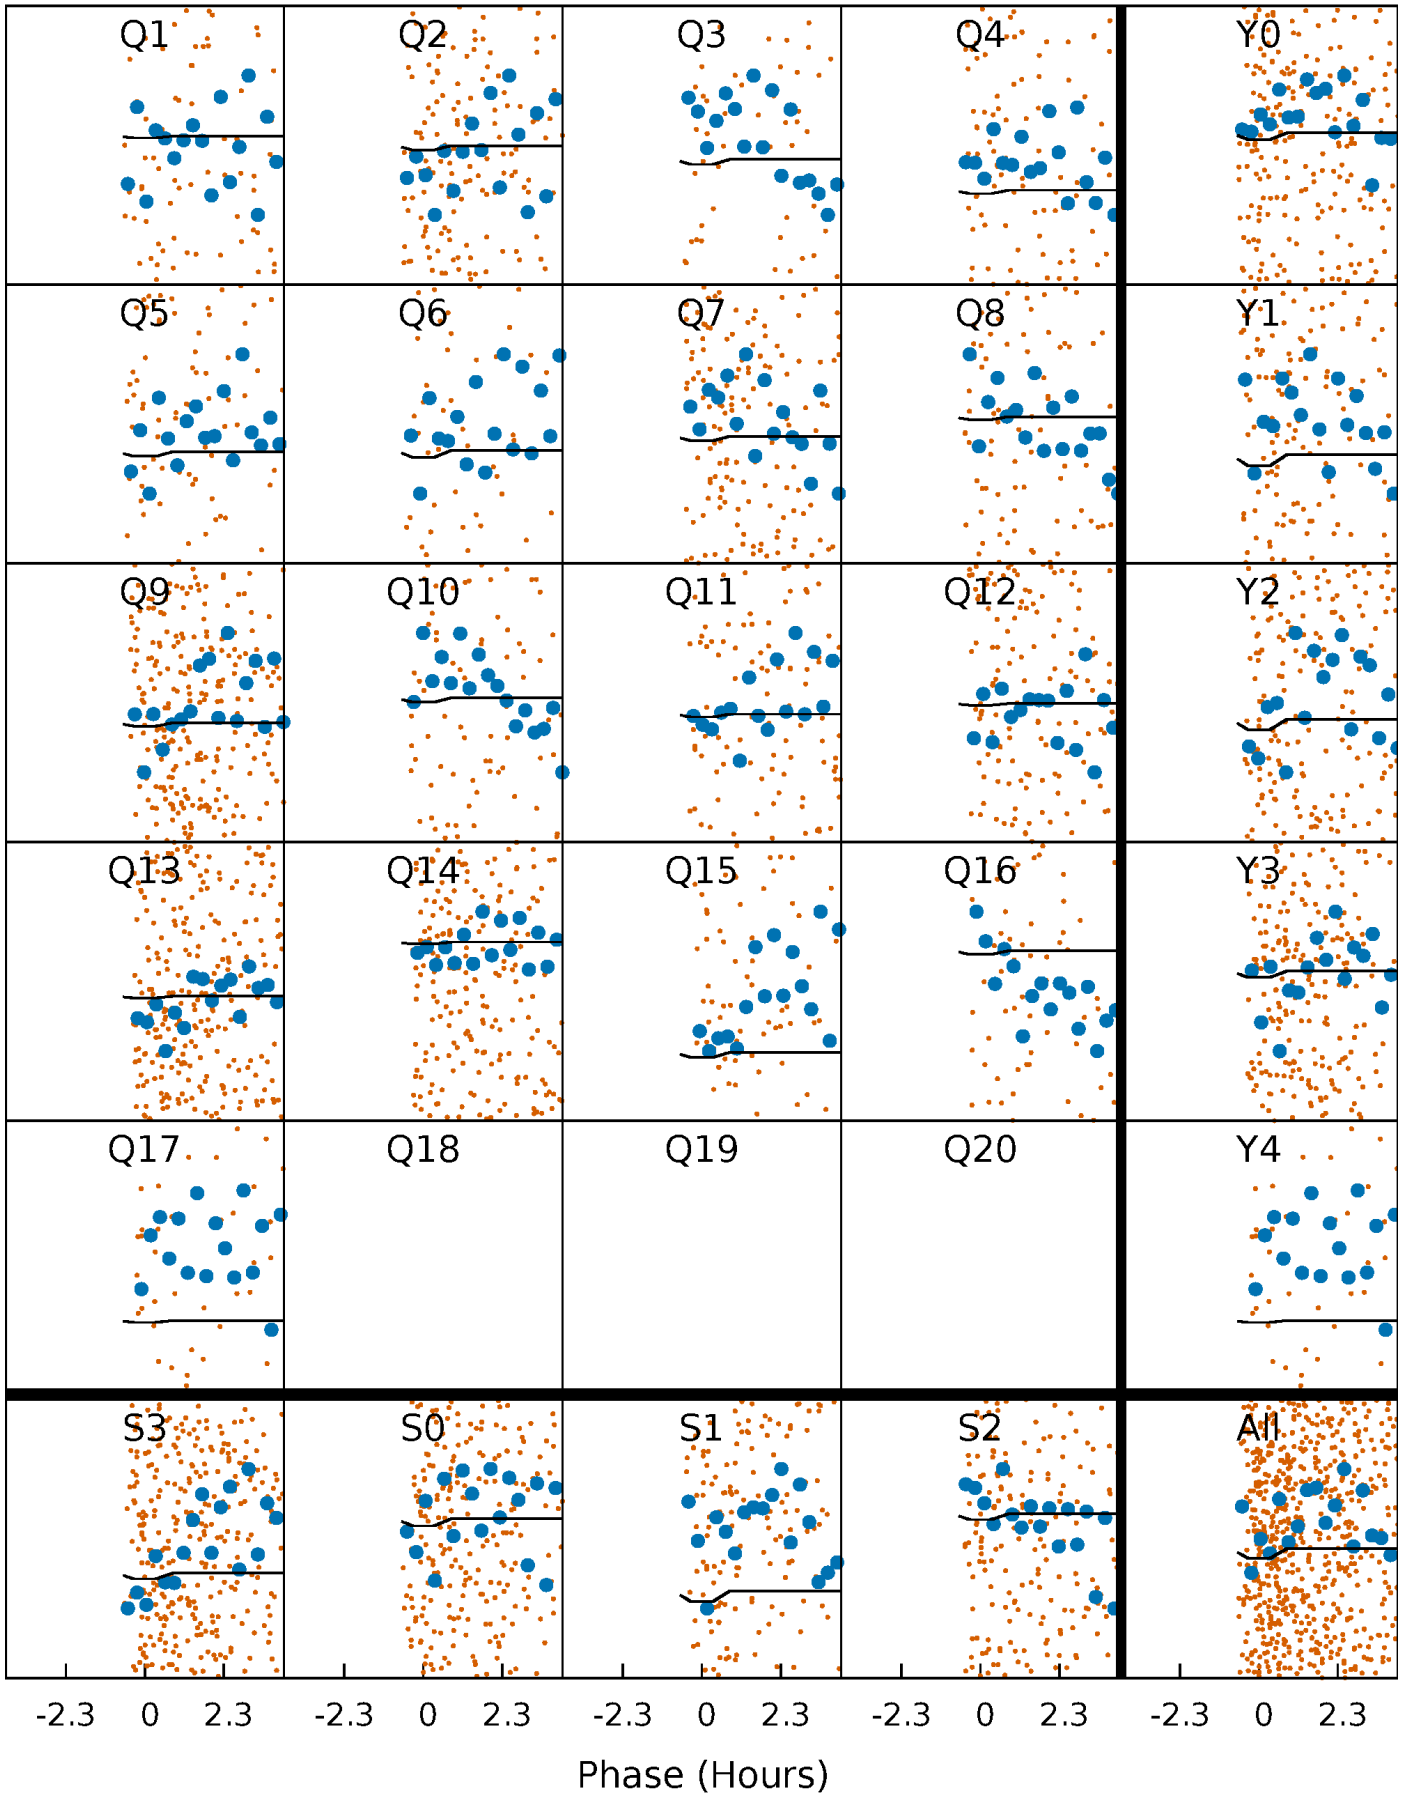 Q1 Q2 Q3 Q4 Y0
Q5 Q6 Q7 Q8 Y1
Q9 Q10 Q11 Q12 Y2
Q13 Q14 Q15 Q16 Y3
Q17 Q18 Q19 Q20 Y4
S3 S0 S1 S2 All
-2.3 0 2.3 -2.3 0 2.3 -2.3 0 2.3 -2.3 0 2.3 -2.3 0 2.3
Phase (Hours)